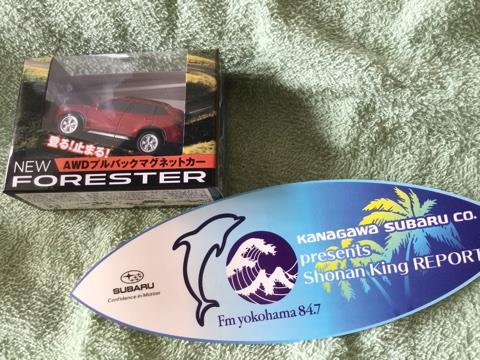 登る!止まる!
AWDプルバックマグネットカー
NEW
FORESTER
KANAGAWA SUBARU CO.
presents
Shonan King REPORT
SUBARU
Confidence in Motion
Fm yokohama 84.7